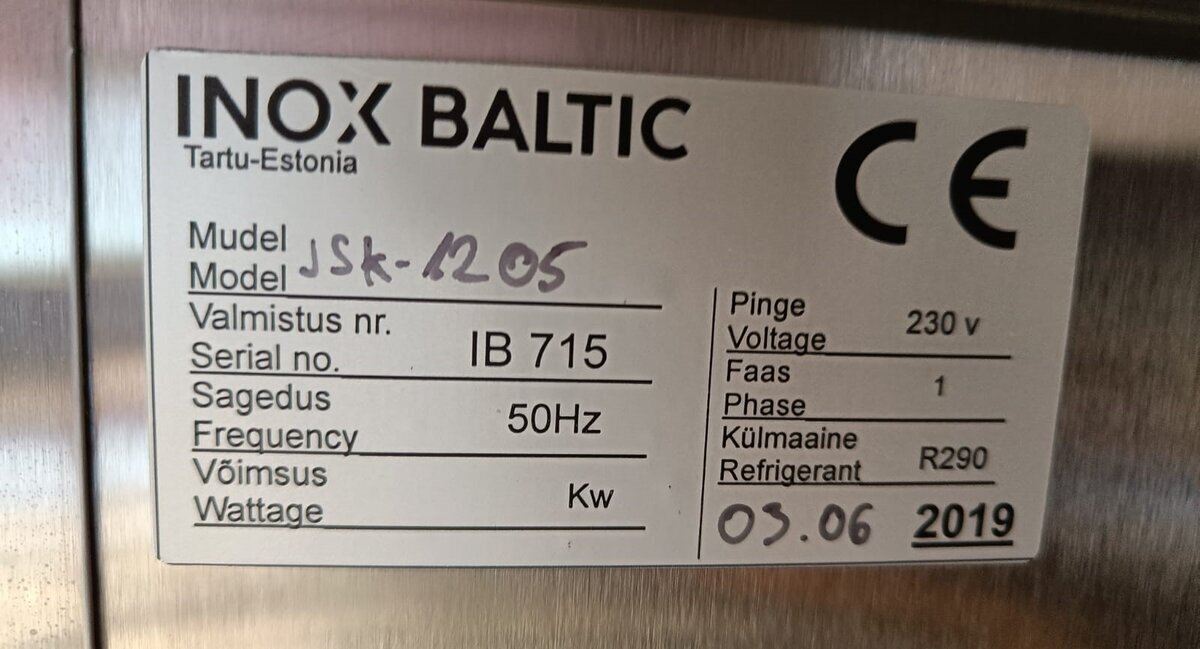 INOX BALTIC
Tartu-Estonia
CE
Mudel
Model JSK-1205
Valmistus nr.
Serial no. IB 715
Sagedus
Frequency 50Hz
Võimsus
Wattage Kw
Pinge
Voltage 230 v
Faas
Phase 1
Külmaaine
Refrigerant R290
03.06 2019